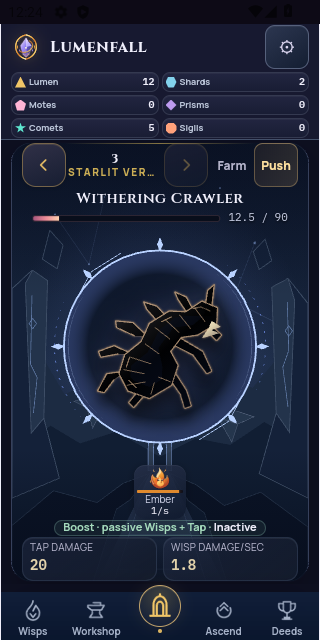 12:24
LUMENFALL
Lumen 12
Shards 2
Motes 0
Prisms 0
Comets 5
Sigils 0
3
STARLIT VER…
Farm
Push
WITHERING CRAWLER
12.5 / 90
Ember
1/s
Boost · passive Wisps + Tap · Inactive
TAP DAMAGE
20
WISP DAMAGE/SEC
1.8
Wisps
Workshop
Ascend
Deeds